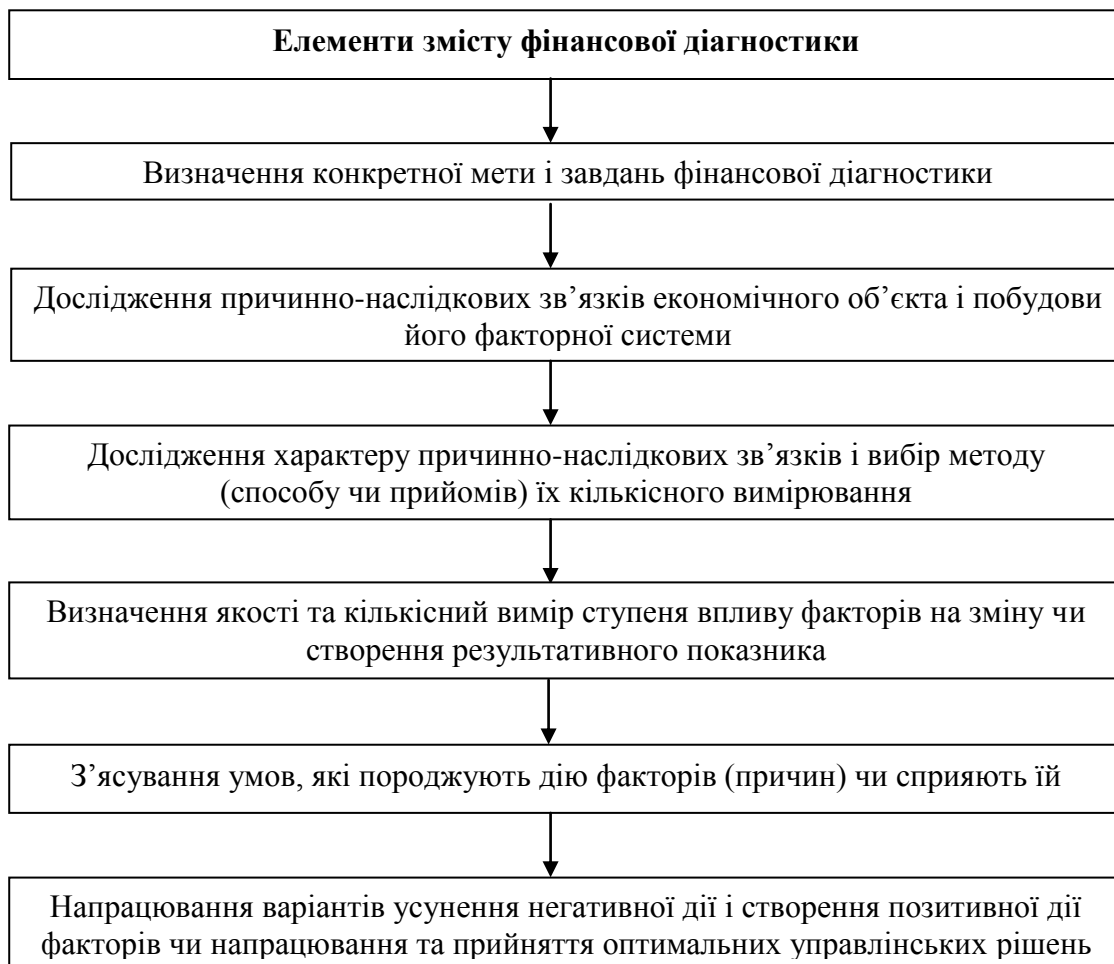 Елементи змісту фінансової діагностики
Визначення конкретної мети і завдань фінансової діагностики
Дослідження причинно-наслідкових зв’язків економічного об’єкта і побудови
його факторної системи
Дослідження характеру причинно-наслідкових зв’язків і вибір методу
(способу чи прийомів) їх кількісного вимірювання
Визначення якості та кількісний вимір ступеня впливу факторів на зміну чи
створення результативного показника
З’ясування умов, які породжують дію факторів (причин) чи сприяють їй
Напрацювання варіантів усунення негативної дії і створення позитивної дії
факторів чи напрацювання та прийняття оптимальних управлінських рішень